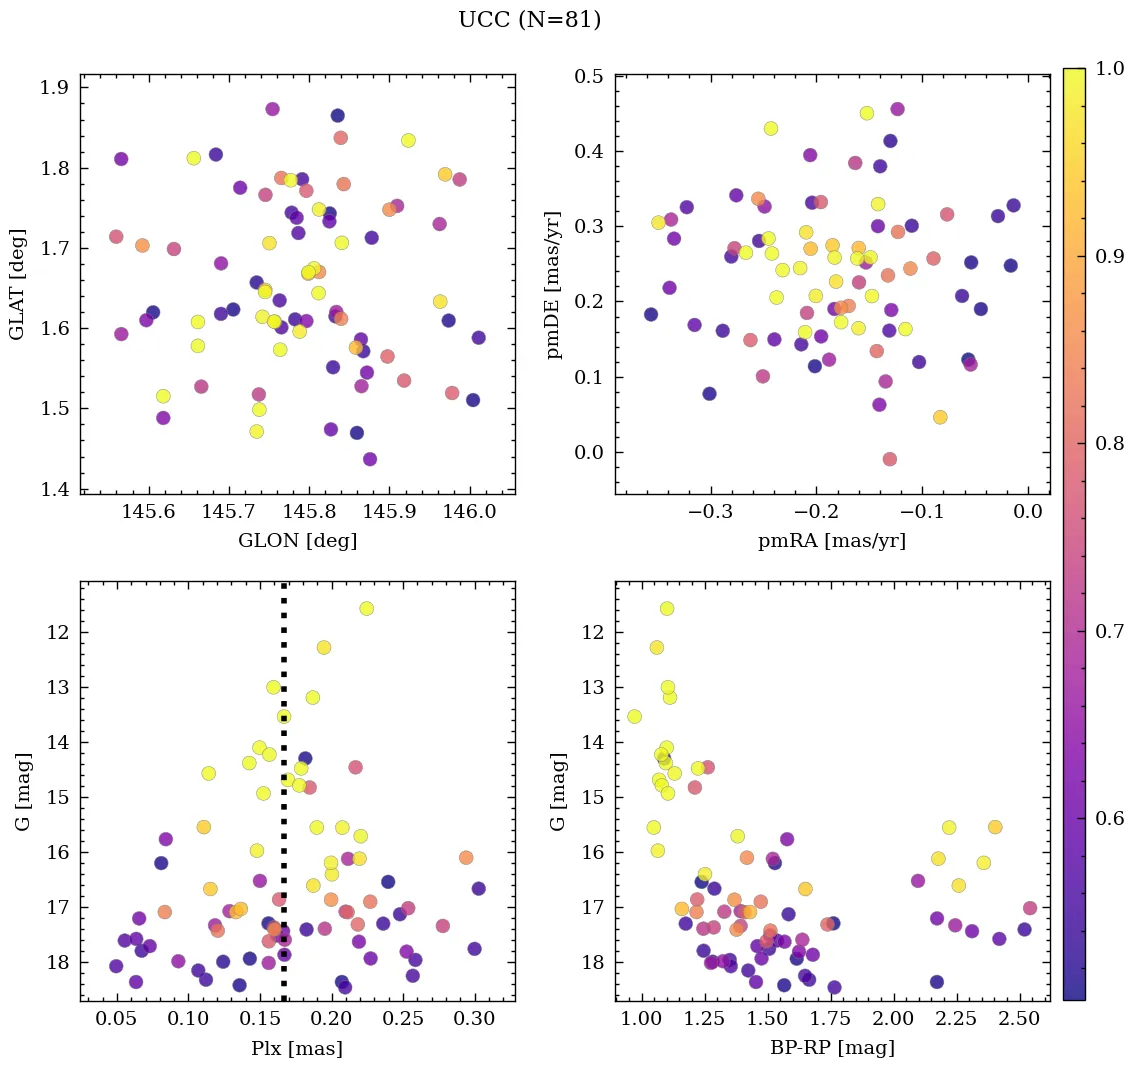 UCC (N=81)
1.9
1.8
1.7
1.6
1.5
1.4
GLAT [deg]
145.6 145.7 145.8 145.9 146.0
GLON [deg]
0.5
0.4
0.3
0.2
0.1
0.0
pmDE [mas/yr]
−0.3 −0.2 −0.1 0.0
pmRA [mas/yr]
12
13
14
15
16
17
18
G [mag]
0.05 0.10 0.15 0.20 0.25 0.30
Plx [mas]
12
13
14
15
16
17
18
G [mag]
1.00 1.25 1.50 1.75 2.00 2.25 2.50
BP-RP [mag]
1.0
0.9
0.8
0.7
0.6